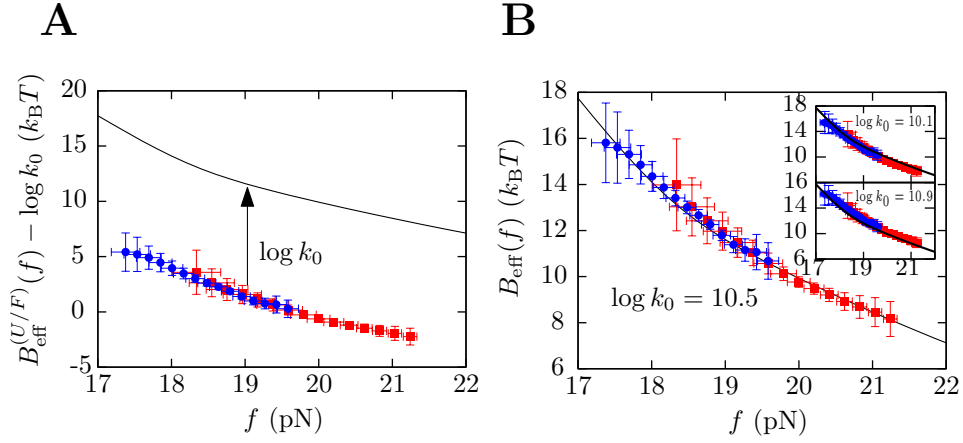 A
B_eff^(U/F)(f) − log k_0 (k_BT)
20
15
10
5
0
-5
log k_0
17 18 19 20 21 22
f (pN)
B
B_eff(f) (k_BT)
18
16
14
12
10
8
6
log k_0 = 10.5
17 18 19 20 21 22
f (pN)
18
14
10
log k_0 = 10.1
16
14
10
6
log k_0 = 10.9
17 19 21